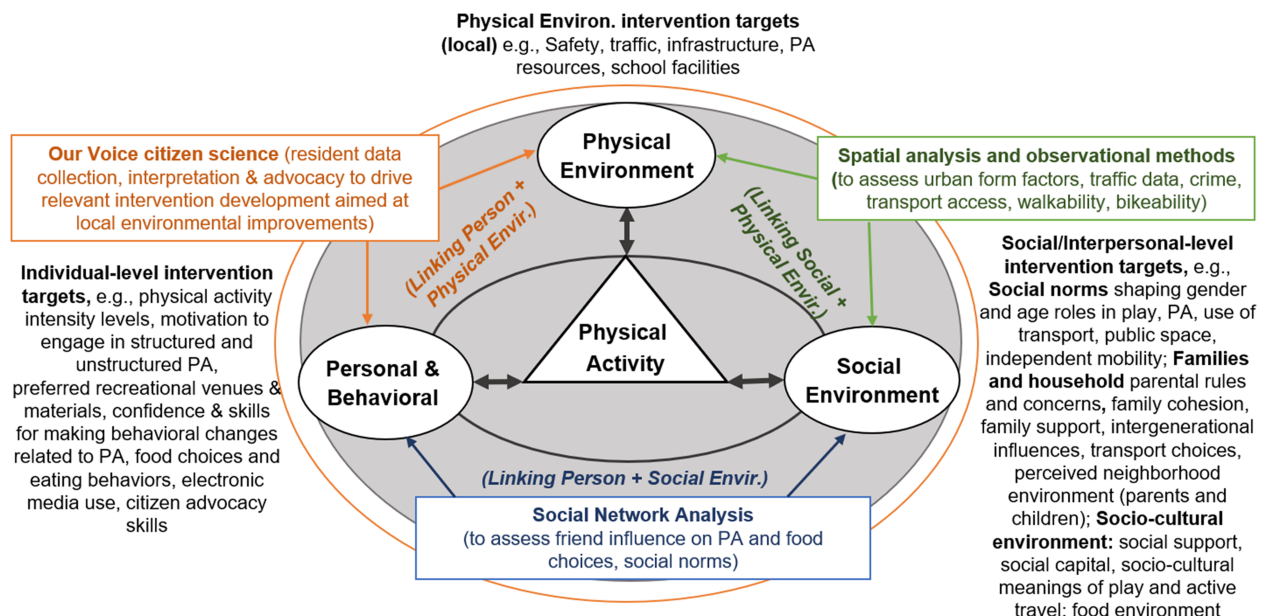 Physical Environ. intervention targets
(local) e.g., Safety, traffic, infrastructure, PA
resources, school facilities
Our Voice citizen science (resident data
collection, interpretation & advocacy to drive
relevant intervention development aimed at
local environmental improvements)
Physical
Environment
Spatial analysis and observational methods
(to assess urban form factors, traffic data, crime,
transport access, walkability, bikeability)
(Linking Person +
Physical Envir.)
(Linking Social +
Physical Envir.)
Individual-level intervention
targets, e.g., physical activity
intensity levels, motivation to
engage in structured and
unstructured PA,
preferred recreational venues &
materials, confidence & skills
for making behavioral changes
related to PA, food choices and
eating behaviors, electronic
media use, citizen advocacy
skills
Personal &
Behavioral
Physical
Activity
Social
Environment
Social/Interpersonal-level
intervention targets, e.g.,
Social norms shaping gender
and age roles in play, PA, use of
transport, public space,
independent mobility; Families
and household parental rules
and concerns, family cohesion,
family support, intergenerational
influences, transport choices,
perceived neighborhood
environment (parents and
children); Socio-cultural
environment: social support,
social capital, socio-cultural
meanings of play and active
travel; food environment
(Linking Person + Social Envir.)
Social Network Analysis
(to assess friend influence on PA and food
choices, social norms)